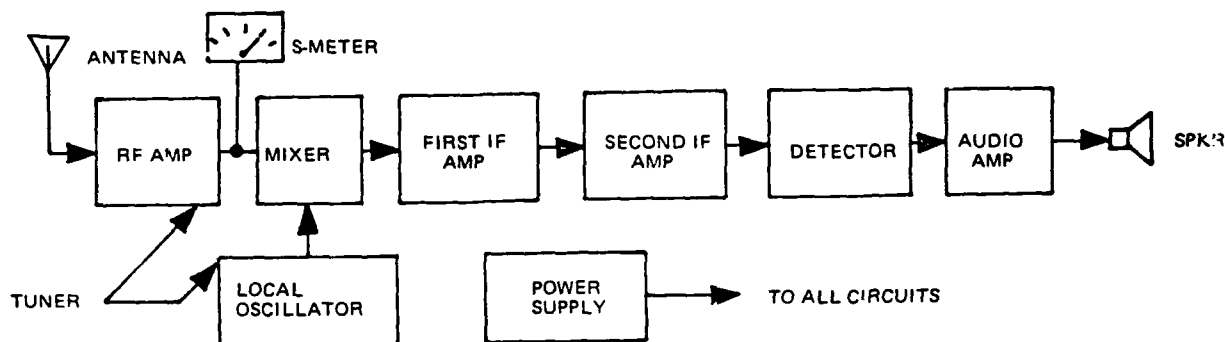 ANTENNA
S-METER
RF AMP
MIXER
FIRST IF
AMP
SECOND IF
AMP
DETECTOR
AUDIO
AMP
SPK'R
TUNER
LOCAL
OSCILLATOR
POWER
SUPPLY
TO ALL CIRCUITS